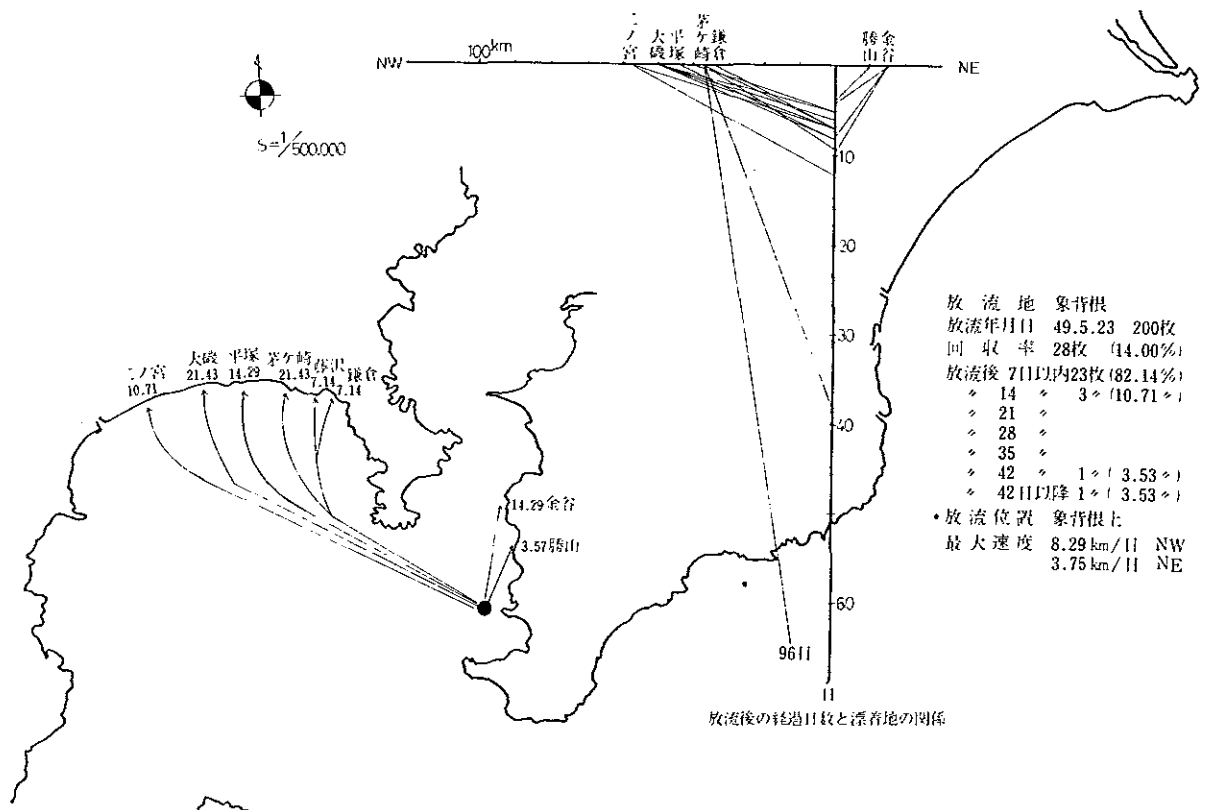 二ノ宮
大磯
平塚
茅ケ崎
鎌倉
勝山
金谷
NW
100km
NE
S=1/500.000
10
20
30
40
60
96日
日
放流後の経過日数と漂着地の関係
二ノ宮
10.71
大磯
21.43
平塚
14.29
茅ケ崎
21.43
藤沢
7.14
鎌倉
7.14
14.29金谷
3.57勝山
放流地 象背根
放流年月日 49.5.23 200枚
回収率 28枚 (14.00%)
放流後 7日以内23枚(82.14%)
〃 14 〃 3〃(10.71〃)
〃 21 〃
〃 28 〃
〃 35 〃
〃 42 〃 1〃( 3.53〃)
〃 42日以降 1〃( 3.53〃)
・放流位置 象背根上
最大速度 8.29km/日 NW
3.75km/日 NE